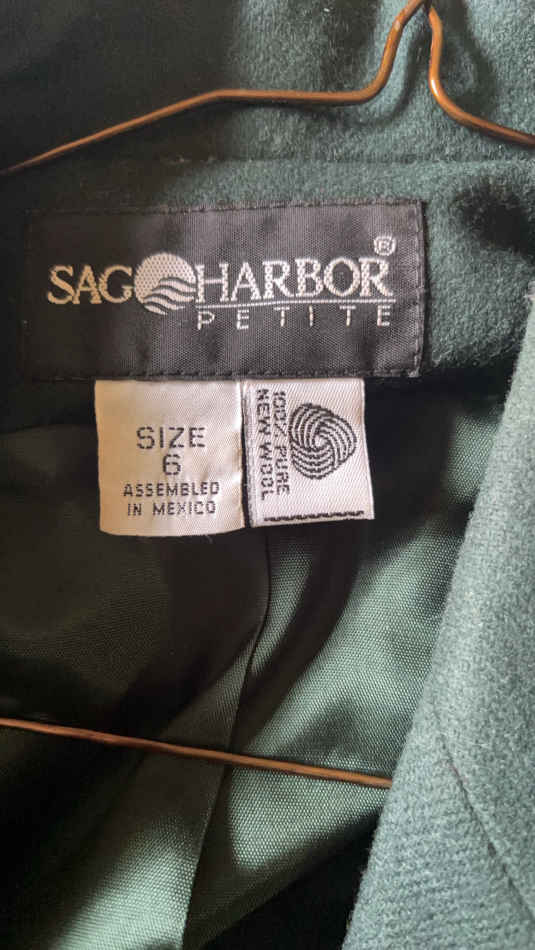 SAG HARBOR ®
PETITE
SIZE
6
ASSEMBLED
IN MEXICO
100% PURE
NEW WOOL